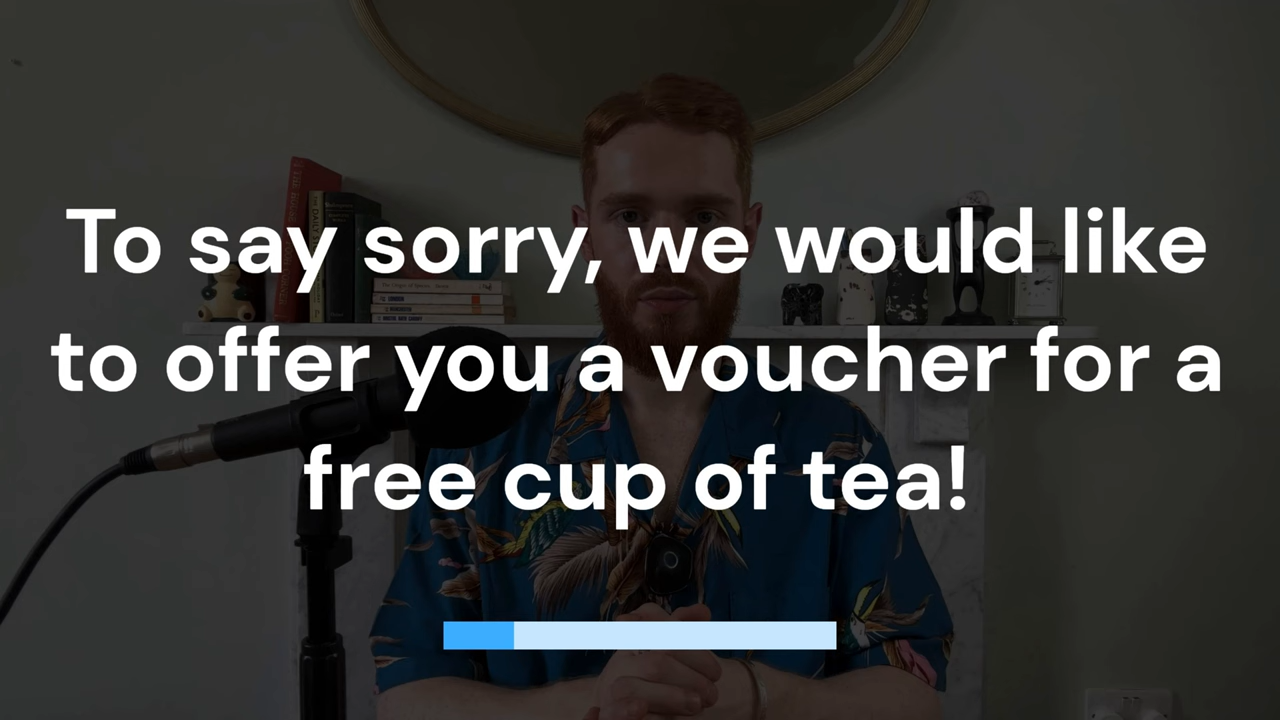 To say sorry, we would like
to offer you a voucher for a
free cup of tea!